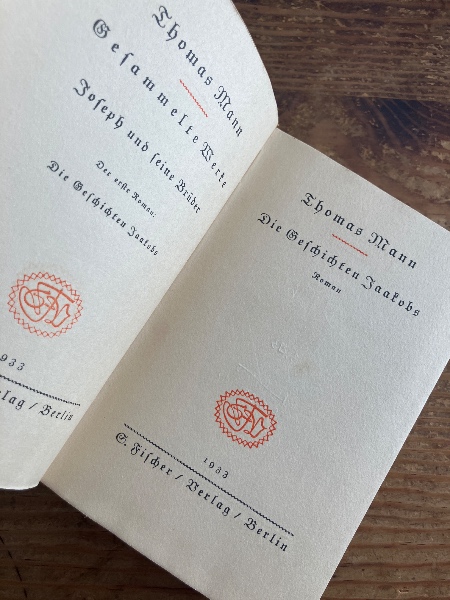 Thomas Mann
Gesammelte Werke
Joseph und seine Brüder
Der erste Roman:
Die Geschichten Jaakobs
1933
Verlag / Berlin
Thomas Mann
Die Geschichten Jaakobs
Roman
1933
S. Fischer / Verlag / Berlin